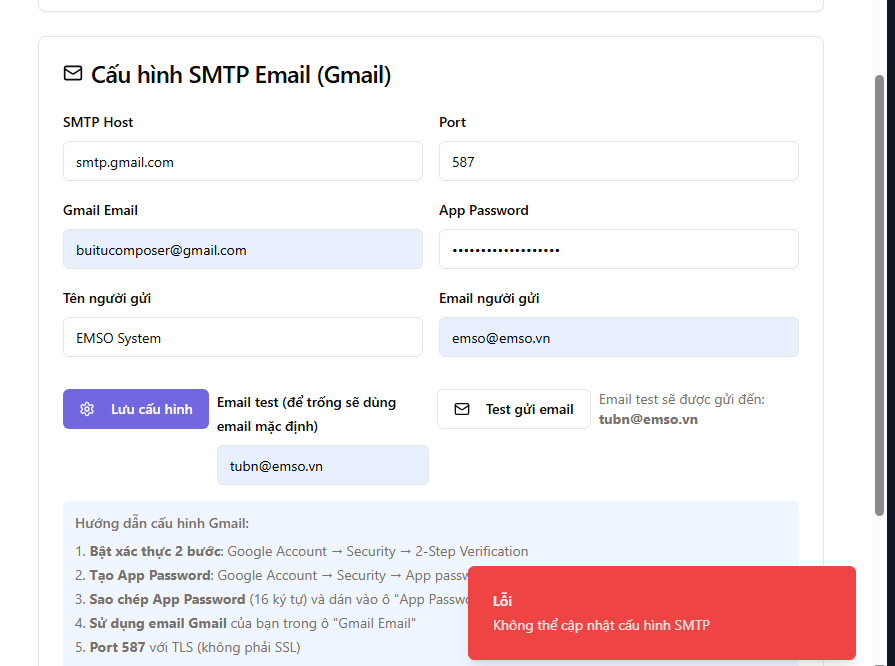 Cấu hình SMTP Email (Gmail)
SMTP Host
Port
smtp.gmail.com
587
Gmail Email
App Password
buitucomposer@gmail.com
•••••••••••••••••••
Tên người gửi
Email người gửi
EMSO System
emso@emso.vn
Lưu cấu hình
Email test (để trống sẽ dùng
email mặc định)
tubn@emso.vn
Test gửi email
Email test sẽ được gửi đến:
tubn@emso.vn
Hướng dẫn cấu hình Gmail:
1. Bật xác thực 2 bước: Google Account → Security → 2-Step Verification
2. Tạo App Password: Google Account → Security → App passw
3. Sao chép App Password (16 ký tự) và dán vào ô "App Passwo
4. Sử dụng email Gmail của bạn trong ô "Gmail Email"
5. Port 587 với TLS (không phải SSL)
Lỗi
Không thể cập nhật cấu hình SMTP